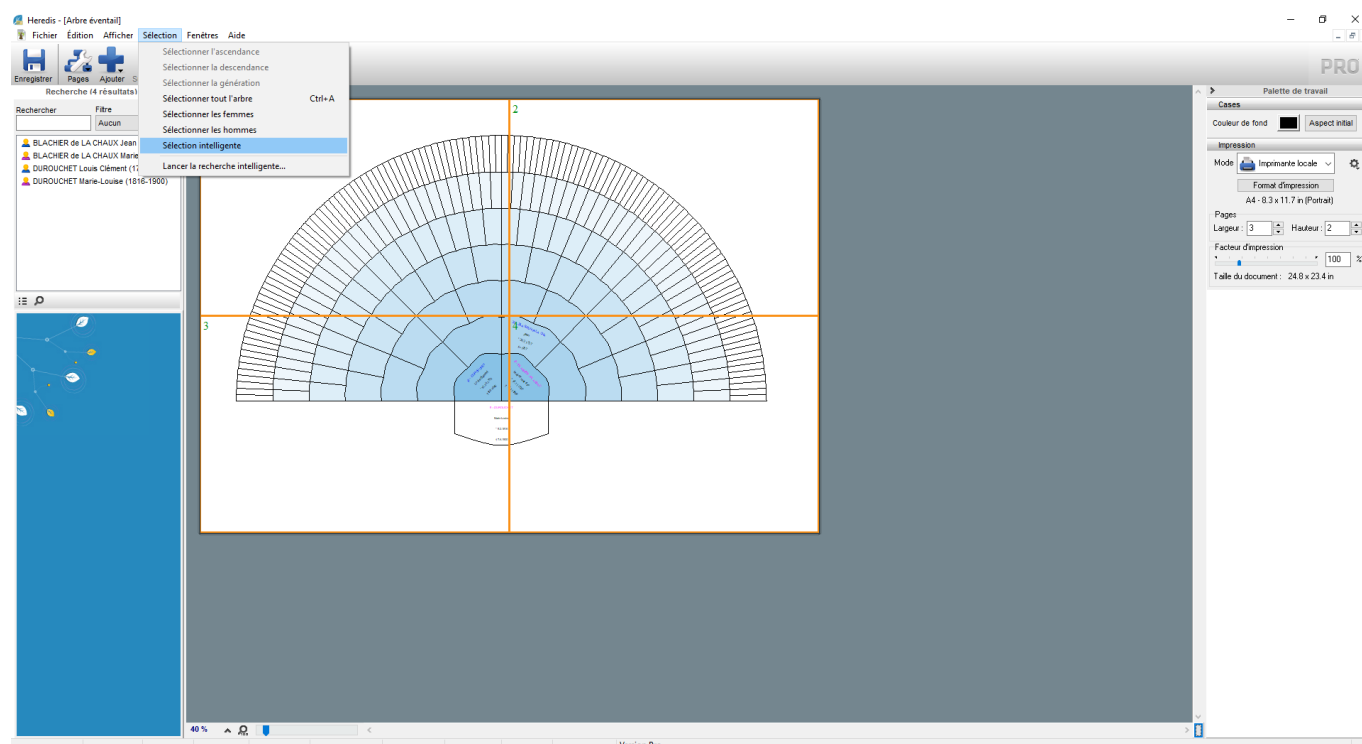 Heredis - [Arbre éventail]
Fichier Édition Afficher Sélection Fenêtres Aide
Enregistrer Pages Ajouter
PRO
Sélectionner l'ascendance
Sélectionner la descendance
Sélectionner la génération
Sélectionner tout l'arbre Ctrl+A
Sélectionner les femmes
Sélectionner les hommes
Sélection intelligente
Lancer la recherche intelligente...
Recherche (4 résultats)
Rechercher Filtre
Aucun
BLACHIER de LA CHAUX Jean
BLACHIER de LA CHAUX Marie
DUROUCHET Louis Clément (17
DUROUCHET Marie-Louise (1816-1900)
2
3
4
40 %
Palette de travail
Cases
Couleur de fond Aspect initial
Impression
Mode Imprimante locale
Format d'impression
A4 - 8.3 x 11.7 in (Portrait)
Pages
Largeur : 3 Hauteur : 2
Facteur d'impression
100 %
Taille du document : 24.8 x 23.4 in